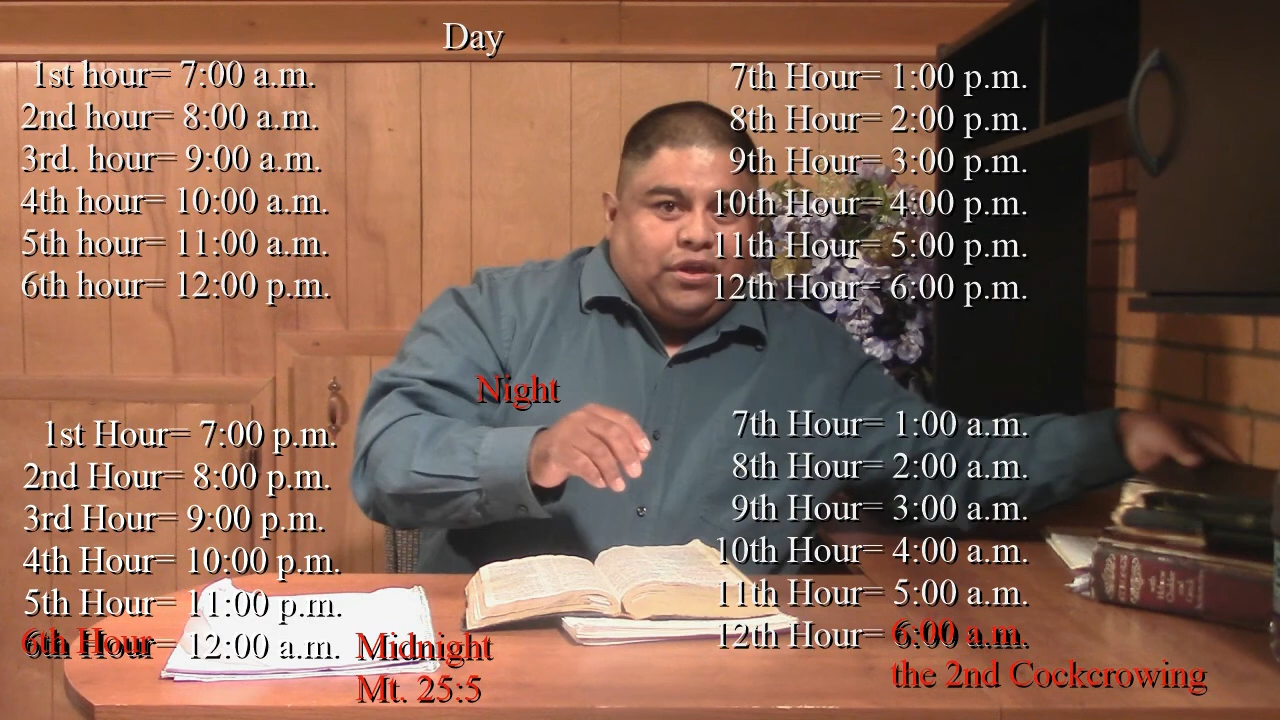 Day
1st hour= 7:00 a.m.
2nd hour= 8:00 a.m.
3rd. hour= 9:00 a.m.
4th hour= 10:00 a.m.
5th hour= 11:00 a.m.
6th hour= 12:00 p.m.
7th Hour= 1:00 p.m.
8th Hour= 2:00 p.m.
9th Hour= 3:00 p.m.
10th Hour= 4:00 p.m.
11th Hour= 5:00 p.m.
12th Hour= 6:00 p.m.
Night
1st Hour= 7:00 p.m.
2nd Hour= 8:00 p.m.
3rd Hour= 9:00 p.m.
4th Hour= 10:00 p.m.
5th Hour= 11:00 p.m.
6th Hour= 12:00 a.m. Midnight
Mt. 25:5
7th Hour= 1:00 a.m.
8th Hour= 2:00 a.m.
9th Hour= 3:00 a.m.
10th Hour= 4:00 a.m.
11th Hour= 5:00 a.m.
12th Hour= 6:00 a.m.
the 2nd Cockcrowing